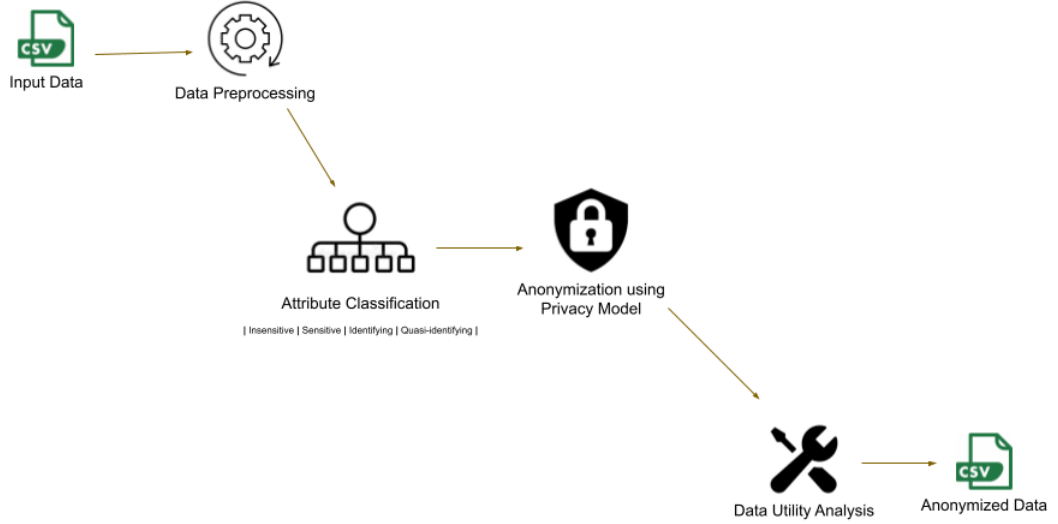 CSV
Input Data
Data Preprocessing
Attribute Classification
| Insensitive | Sensitive | Identifying | Quasi-identifying |
Anonymization using
Privacy Model
Data Utility Analysis
CSV
Anonymized Data